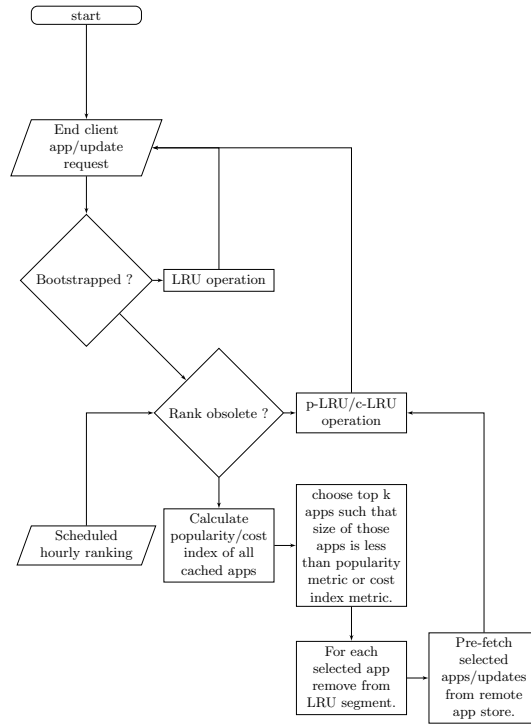 start
End client
app/update
request
Bootstrapped ?
LRU operation
Rank obsolete ?
p-LRU/c-LRU
operation
Scheduled
hourly ranking
Calculate
popularity/cost
index of all
cached apps
choose top k
apps such that
size of those
apps is less
than popularity
metric or cost
index metric.
For each
selected app
remove from
LRU segment.
Pre-fetch
selected
apps/updates
from remote
app store.